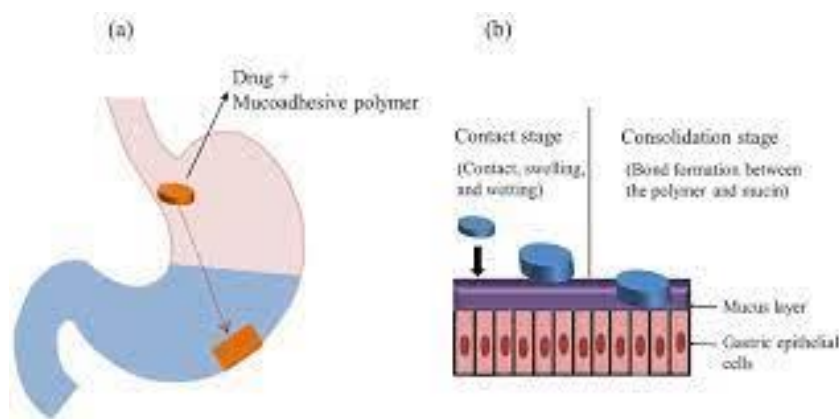 (a)
Drug +
Mucoadhesive polymer
(b)
Contact stage
(Contact, swelling,
and wetting)
Consolidation stage
(Bond formation between
the polymer and mucin)
Mucus layer
Gastric epithelial
cells